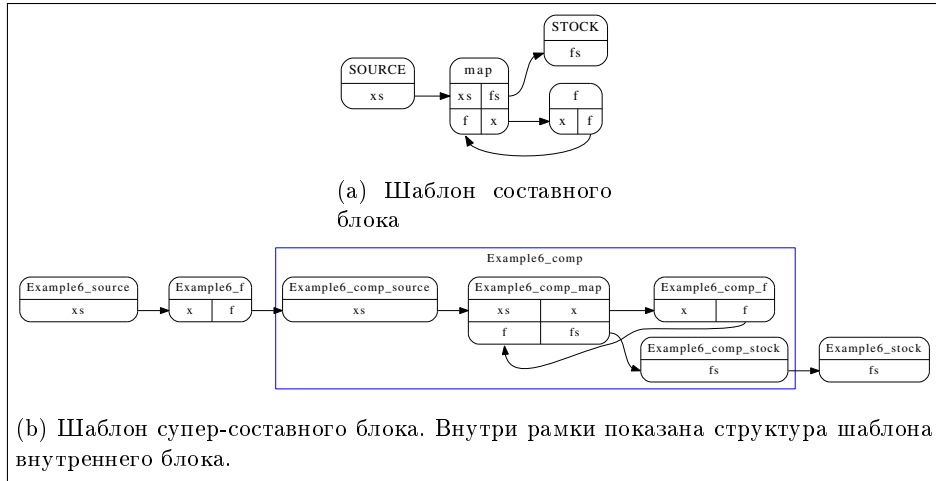 STOCK
fs
SOURCE
xs
map
xs fs
f x
f
x f
(a) Шаблон составного
блока
Example6_comp
Example6_source
xs
Example6_f
x f
Example6_comp_source
xs
Example6_comp_map
xs x
f fs
Example6_comp_f
x f
Example6_comp_stock
fs
Example6_stock
fs
(b) Шаблон супер-составного блока. Внутри рамки показана структура шаблона
внутреннего блока.